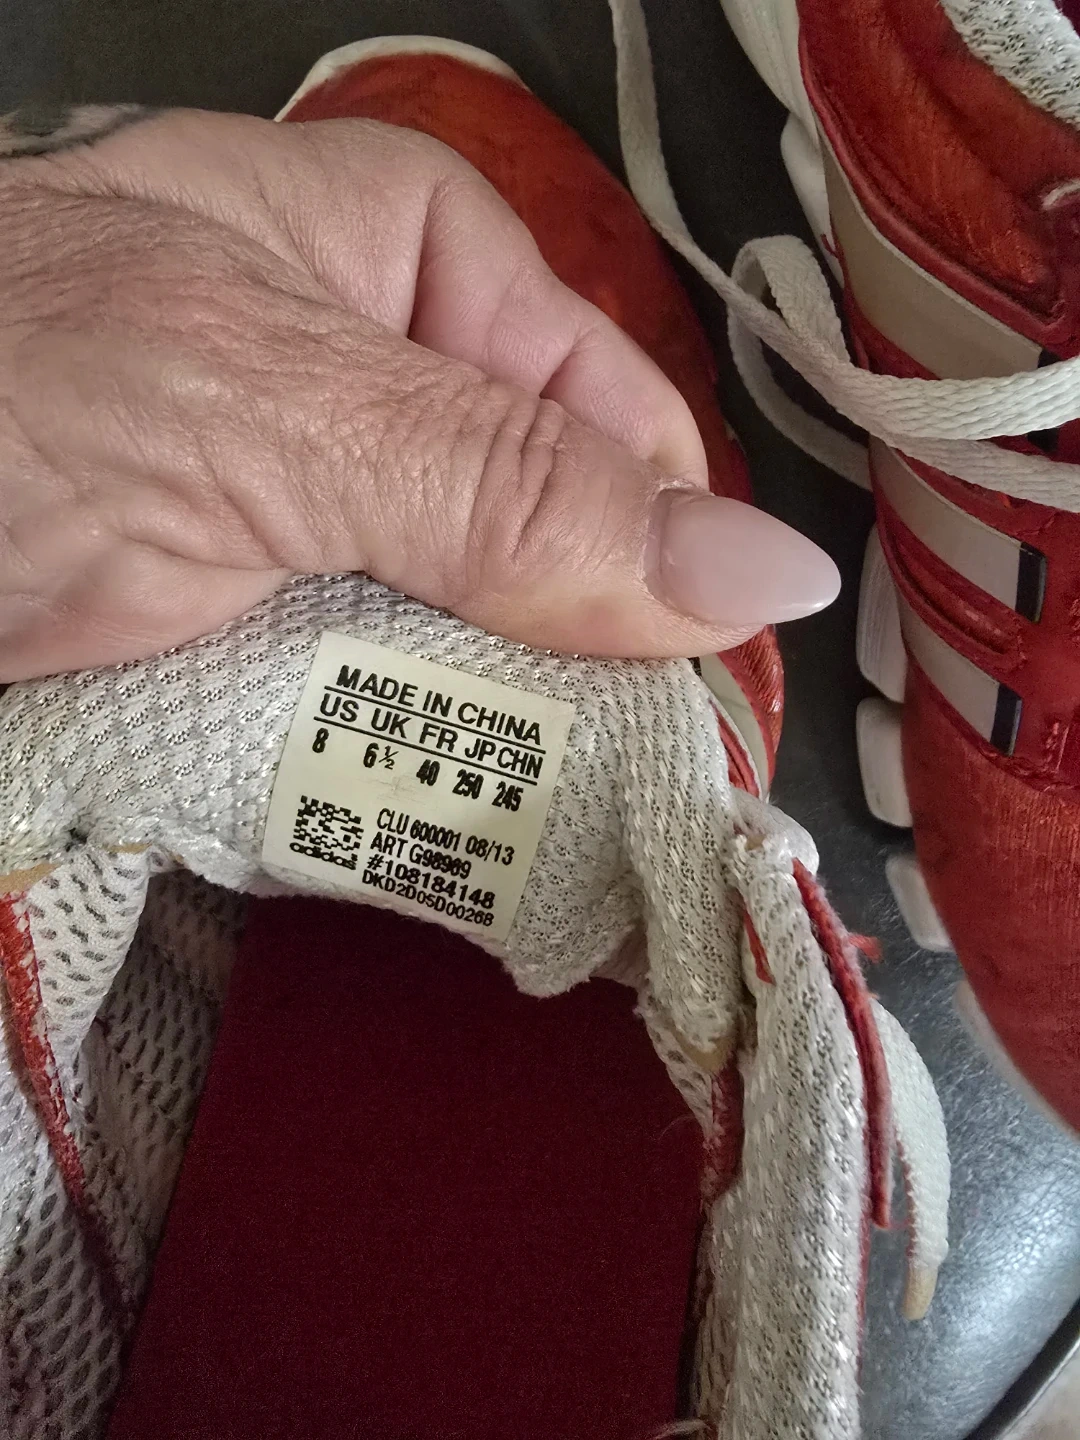 MADE IN CHINA
US UK FR JP CHN
8 6½ 40 250 245
CLU 600001 08/13
ART G98969
#108184148
adidas DKD2D05D0026B